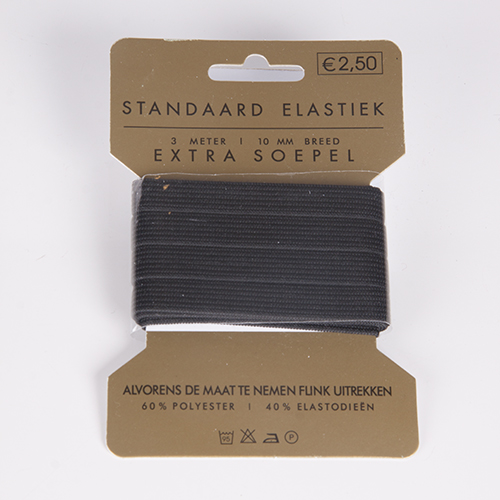 €2,50
STANDAARD ELASTIEK
3 METER | 10 MM BREED
EXTRA SOEPEL
ALVORENS DE MAAT TE NEMEN FLINK UITREKKEN
60% POLYESTER | 40% ELASTODIEËN
95 P